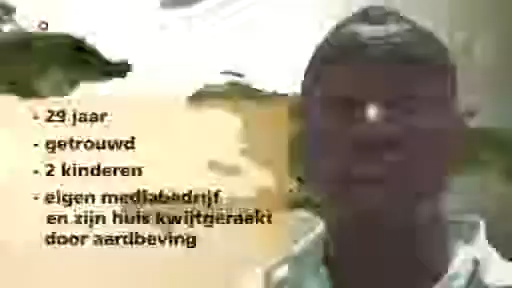 - 29 jaar
- getrouwd
- 2 kinderen
- eigen mediabedrijf
en zijn huis kwijtgeraakt
door aardbeving